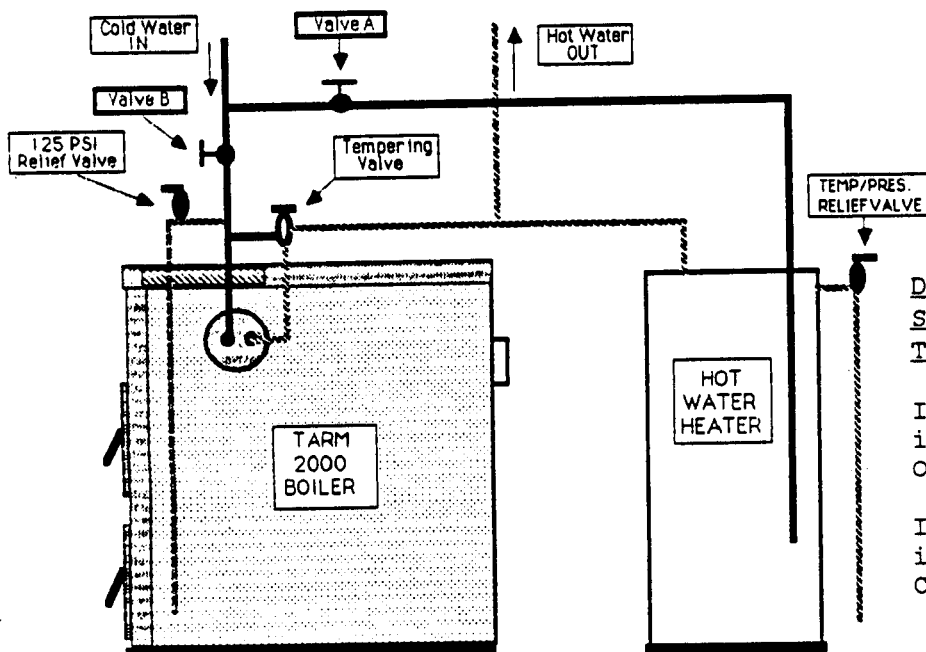 Cold Water
IN
Valve A
Hot Water
OUT
Valve B
125 PSI
Relief Valve
Tempering
Valve
TEMP/PRES.
RELIEF VALVE
TARM
2000
BOILER
HOT
WATER
HEATER
D
S
T
I
i
O
I
i
C